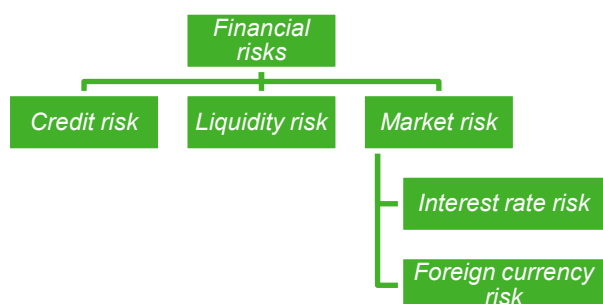 Financial
risks
Credit risk
Liquidity risk
Market risk
Interest rate risk
Foreign currency
risk